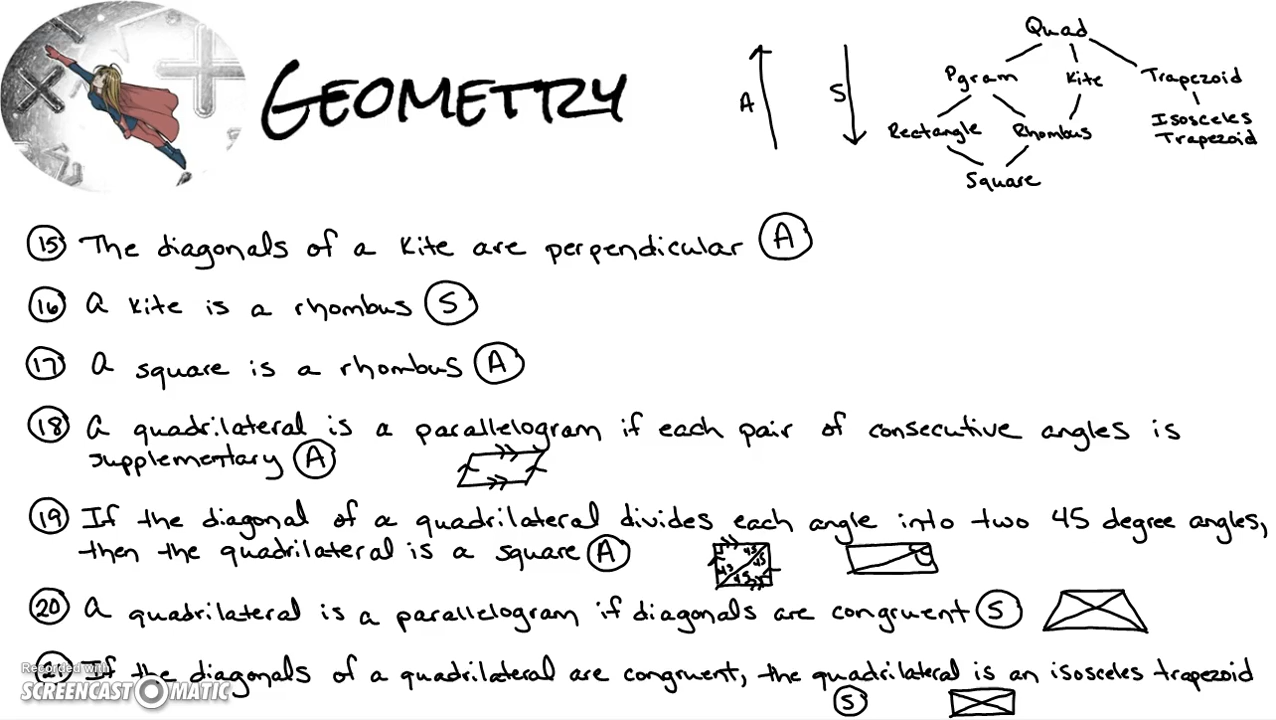 GEOMETRY
A
S
Quad
Pgram Kite Trapezoid
Rectangle Rhombus Isosceles Trapezoid
Square
15 The diagonals of a kite are perpendicular A
16 A kite is a rhombus S
17 A square is a rhombus A
18 A quadrilateral is a parallelogram if each pair of consecutive angles is
supplementary A
19 If the diagonal of a quadrilateral divides each angle into two 45 degree angles,
then the quadrilateral is a square A
45 45
45 45
20 A quadrilateral is a parallelogram if diagonals are congruent S
21 If the diagonals of a quadrilateral are congruent, the quadrilateral is an isosceles trapezoid
S
Recorded with
SCREENCAST-O-MATIC